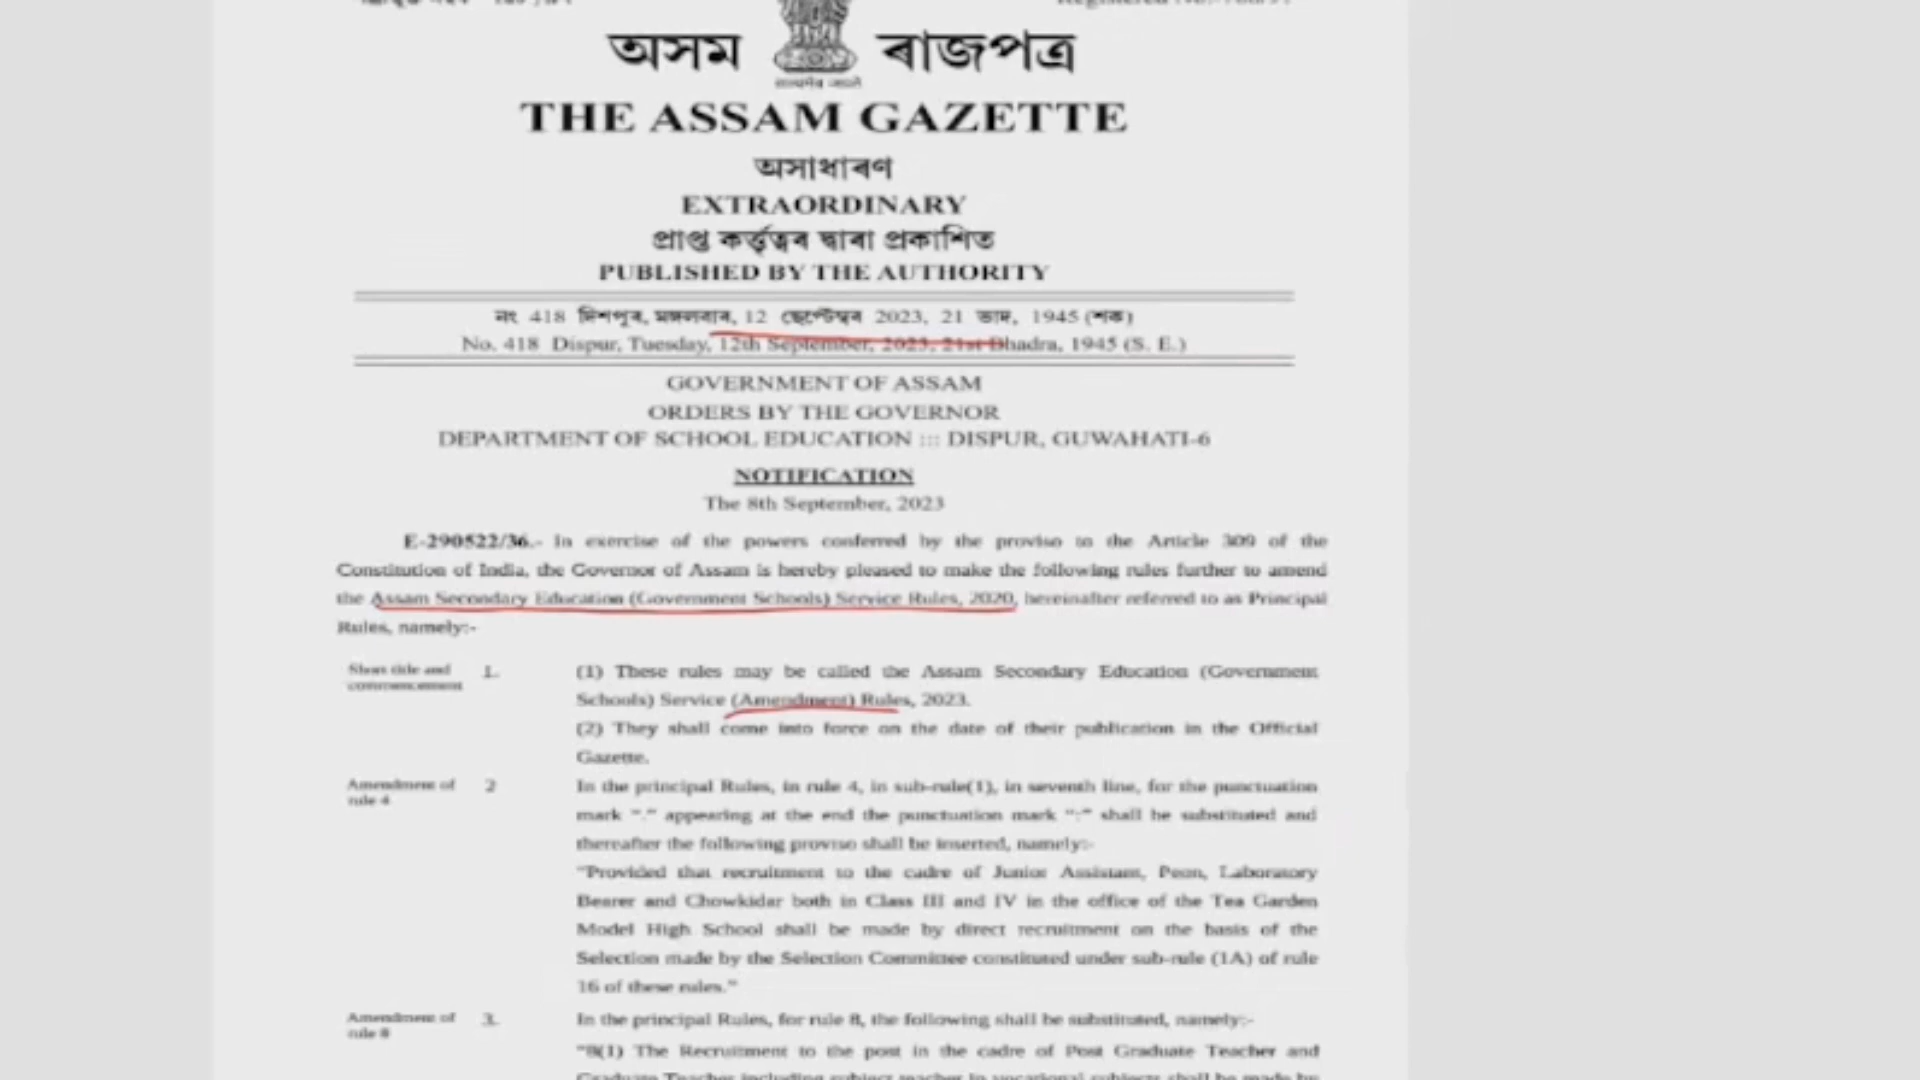 অসম ৰাজপত্ৰ
THE ASSAM GAZETTE
অসাধাৰণ
EXTRAORDINARY
প্ৰাপ্ত কৰ্ত্তৃত্বৰ দ্বাৰা প্ৰকাশিত
PUBLISHED BY THE AUTHORITY
নং 418 দিশপুৰ, মঙ্গলবাৰ, 12 ছেপ্টেম্বৰ 2023, 21 ভাদ, 1945 (শক)
No. 418 Dispur, Tuesday, 12th September, 2023, 21st Bhadra, 1945 (S. E.)
GOVERNMENT OF ASSAM
ORDERS BY THE GOVERNOR
DEPARTMENT OF SCHOOL EDUCATION ::: DISPUR, GUWAHATI-6
NOTIFICATION
The 8th September, 2023
E-290522/36.- In exercise of the powers conferred by the proviso to the Article 309 of the
Constitution of India, the Governor of Assam is hereby pleased to make the following rules further to amend
the Assam Secondary Education (Government Schools) Service Rules, 2020, hereinafter referred to as Principal
Rules, namely:-
Short title and commencement 1. (1) These rules may be called the Assam Secondary Education (Government
Schools) Service (Amendment) Rules, 2023.
(2) They shall come into force on the date of their publication in the Official
Gazette.
Amendment of rule 4 2 In the principal Rules, in rule 4, in sub-rule(1), in seventh line, for the punctuation
mark "." appearing at the end the punctuation mark ":" shall be substituted and
thereafter the following proviso shall be inserted, namely:-
"Provided that recruitment to the cadre of Junior Assistant, Peon, Laboratory
Bearer and Chowkidar both in Class III and IV in the office of the Tea Garden
Model High School shall be made by direct recruitment on the basis of the
Selection made by the Selection Committee constituted under sub-rule (1A) of rule
16 of these rules."
Amendment of rule 8 3. In the principal Rules, for rule 8, the following shall be substituted, namely:-
"8(1) The Recruitment to the post in the cadre of Post Graduate Teacher and
Graduate Teacher including subject teacher in vocational subjects shall be made by